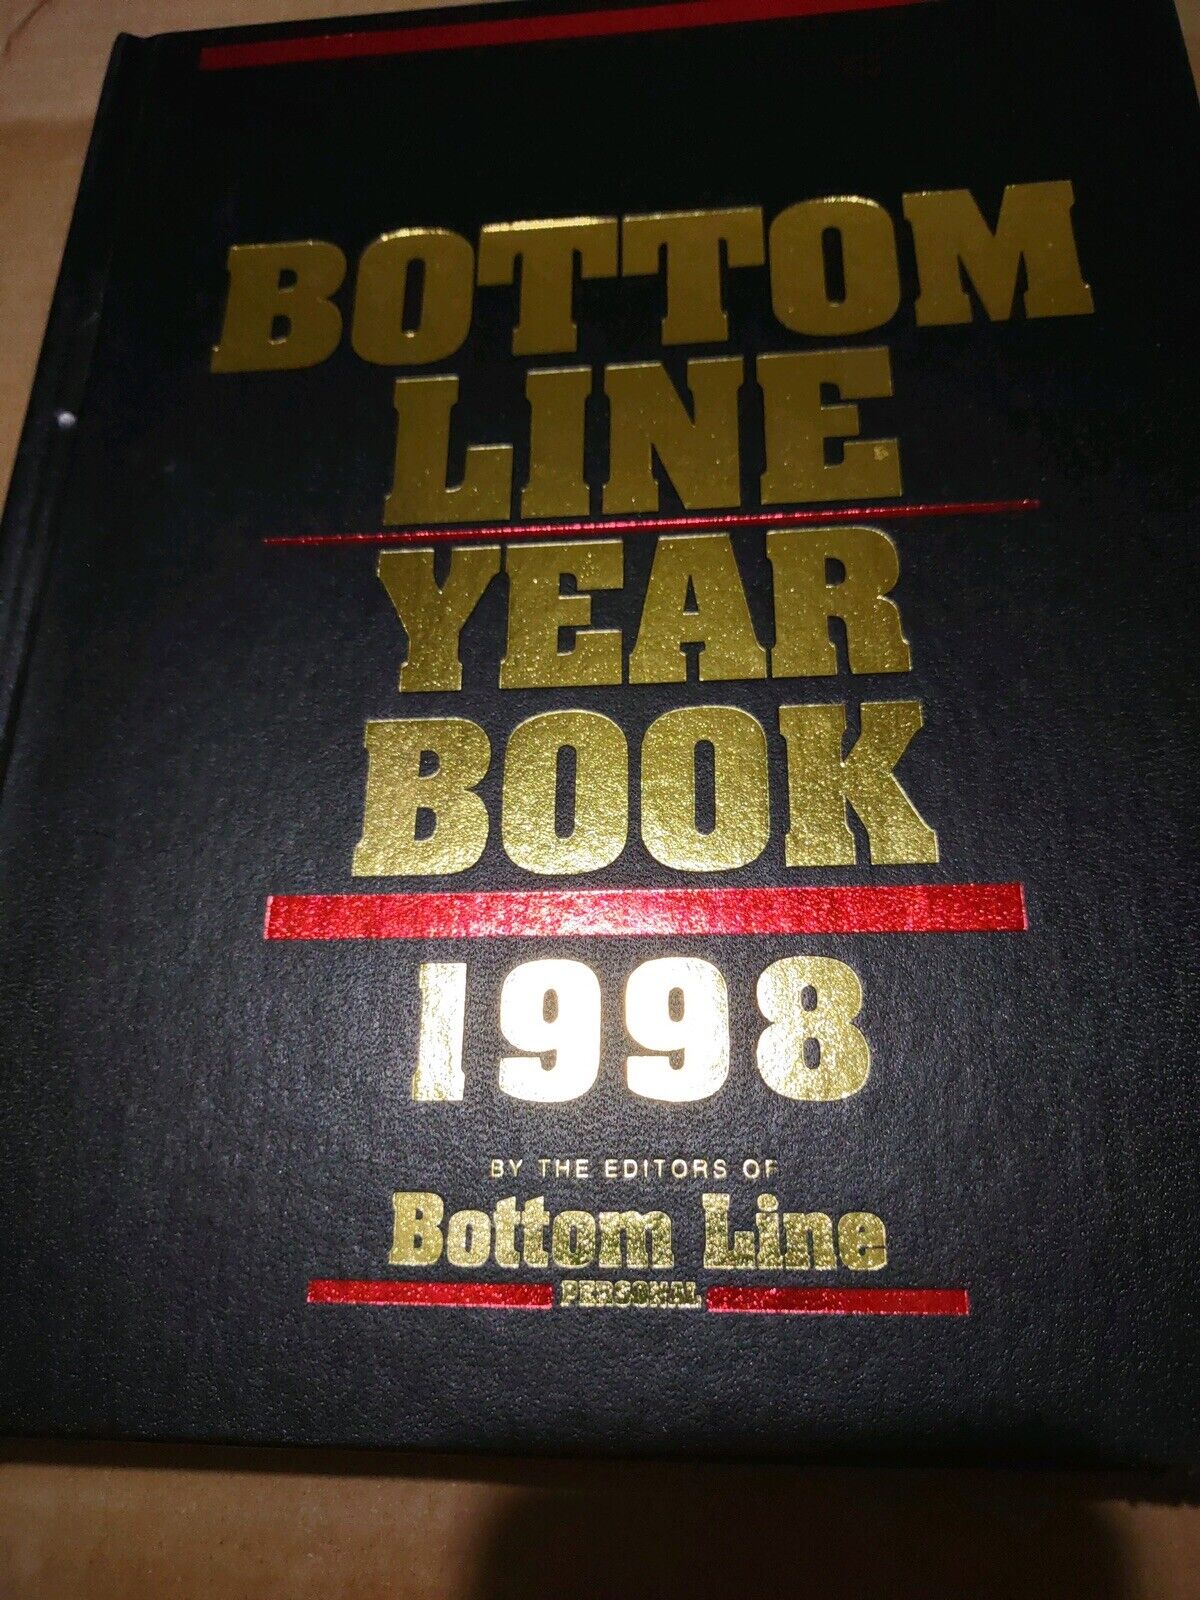 BOTTOM
LINE
YEAR
BOOK
1998
BY THE EDITORS OF
Bottom Line
PERSONAL